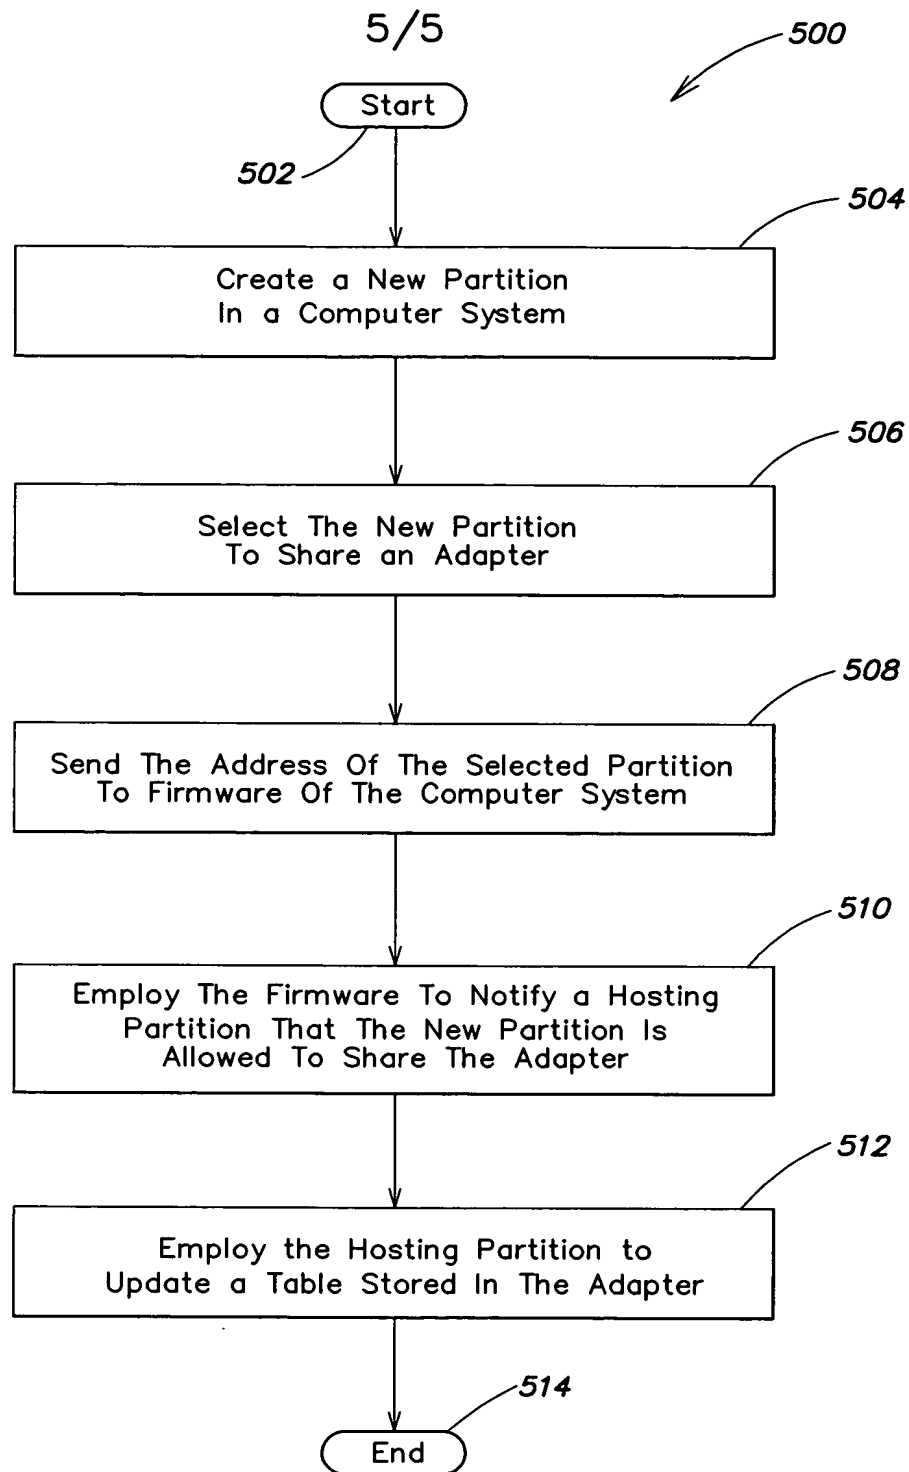 5/5
500
Start
502
504
Create a New Partition
In a Computer System
506
Select The New Partition
To Share an Adapter
508
Send The Address Of The Selected Partition
To Firmware Of The Computer System
510
Employ The Firmware To Notify a Hosting
Partition That The New Partition Is
Allowed To Share The Adapter
512
Employ the Hosting Partition to
Update a Table Stored In The Adapter
514
End